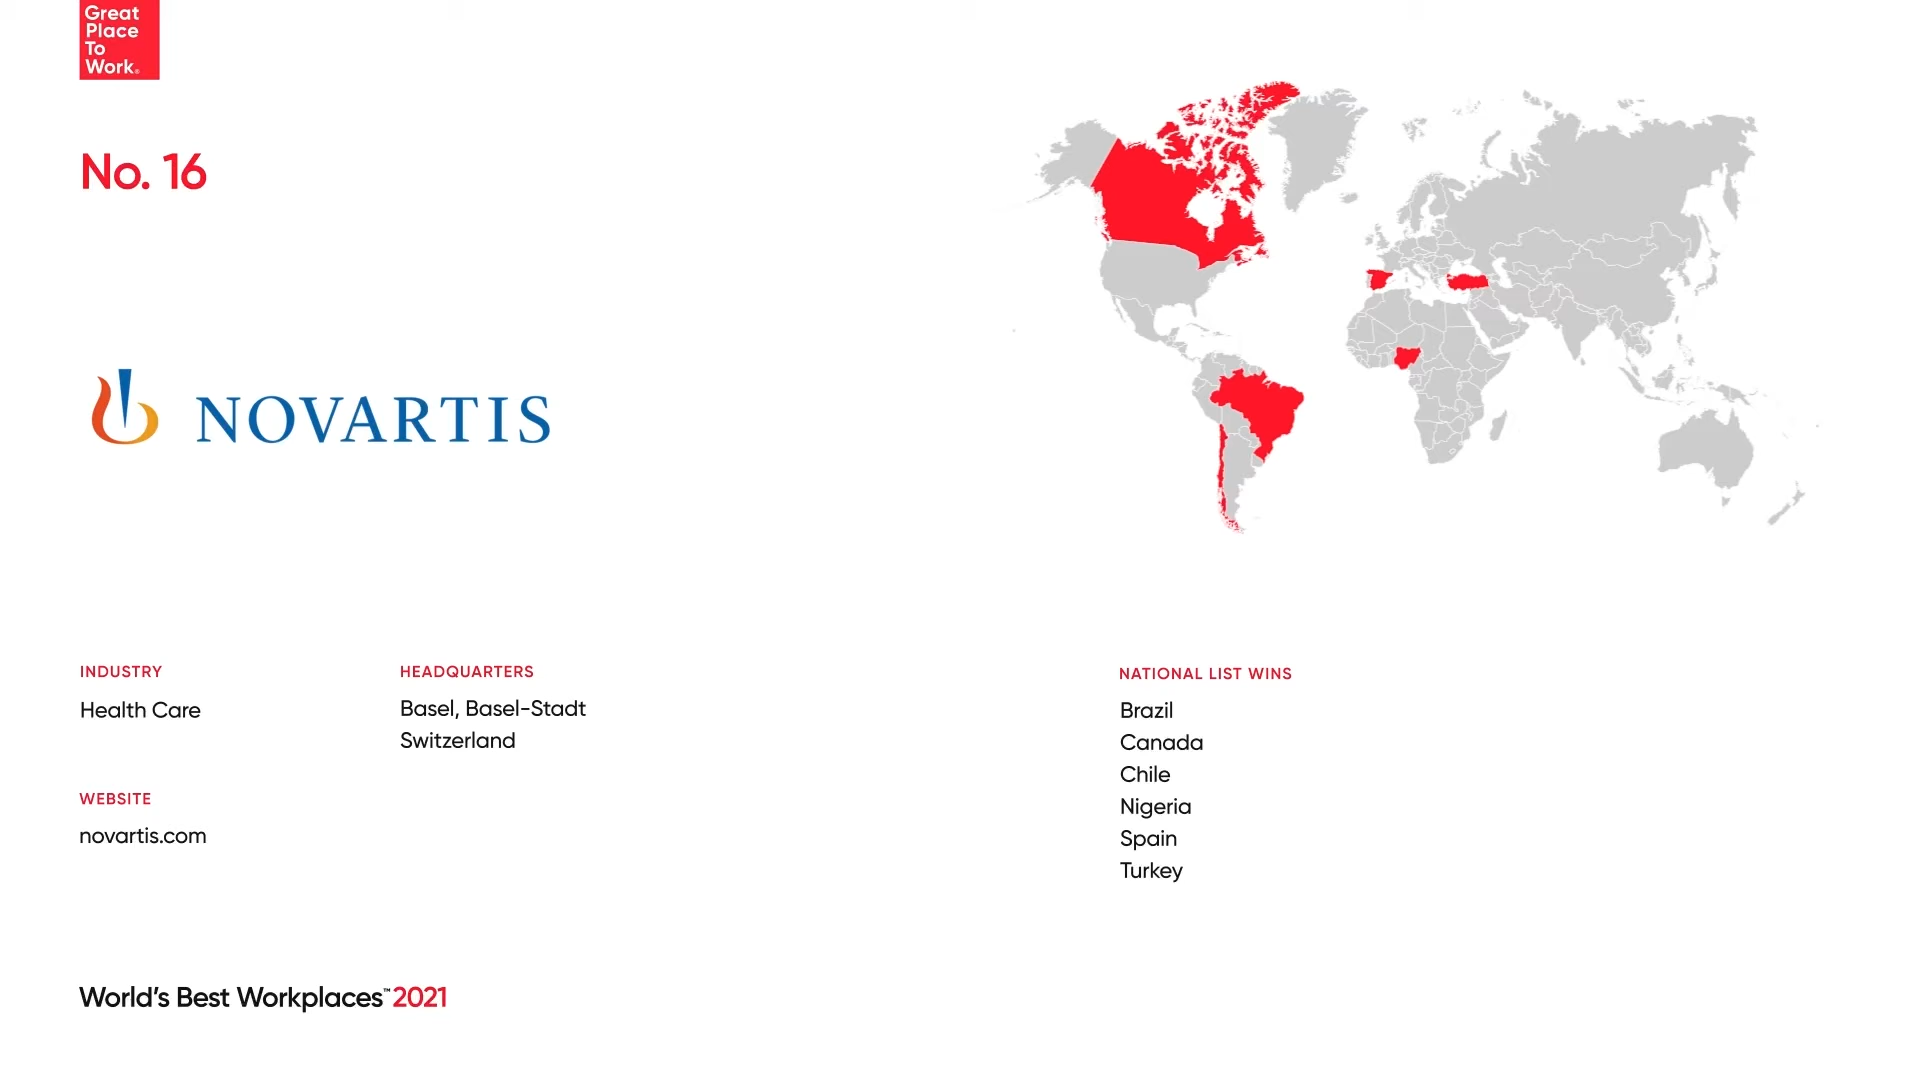 Great
Place
To
Work®
No. 16
NOVARTIS
INDUSTRY
Health Care
HEADQUARTERS
Basel, Basel-Stadt
Switzerland
WEBSITE
novartis.com
NATIONAL LIST WINS
Brazil
Canada
Chile
Nigeria
Spain
Turkey
World's Best Workplaces™ 2021